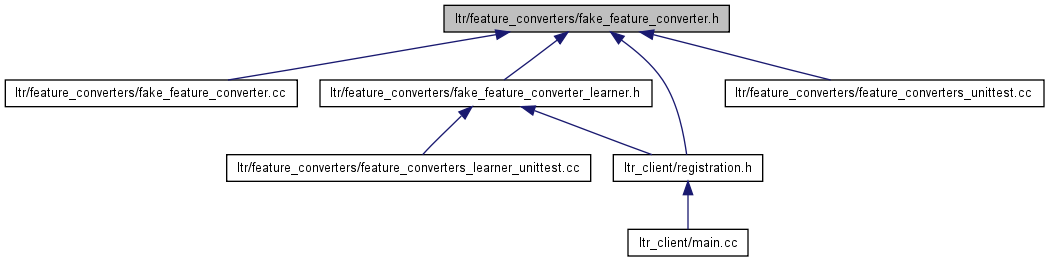 ltr/feature_converters/fake_feature_converter.h
ltr/feature_converters/fake_feature_converter.cc
ltr/feature_converters/fake_feature_converter_learner.h
ltr/feature_converters/feature_converters_unittest.cc
ltr/feature_converters/feature_converters_learner_unittest.cc
ltr_client/registration.h
ltr_client/main.cc